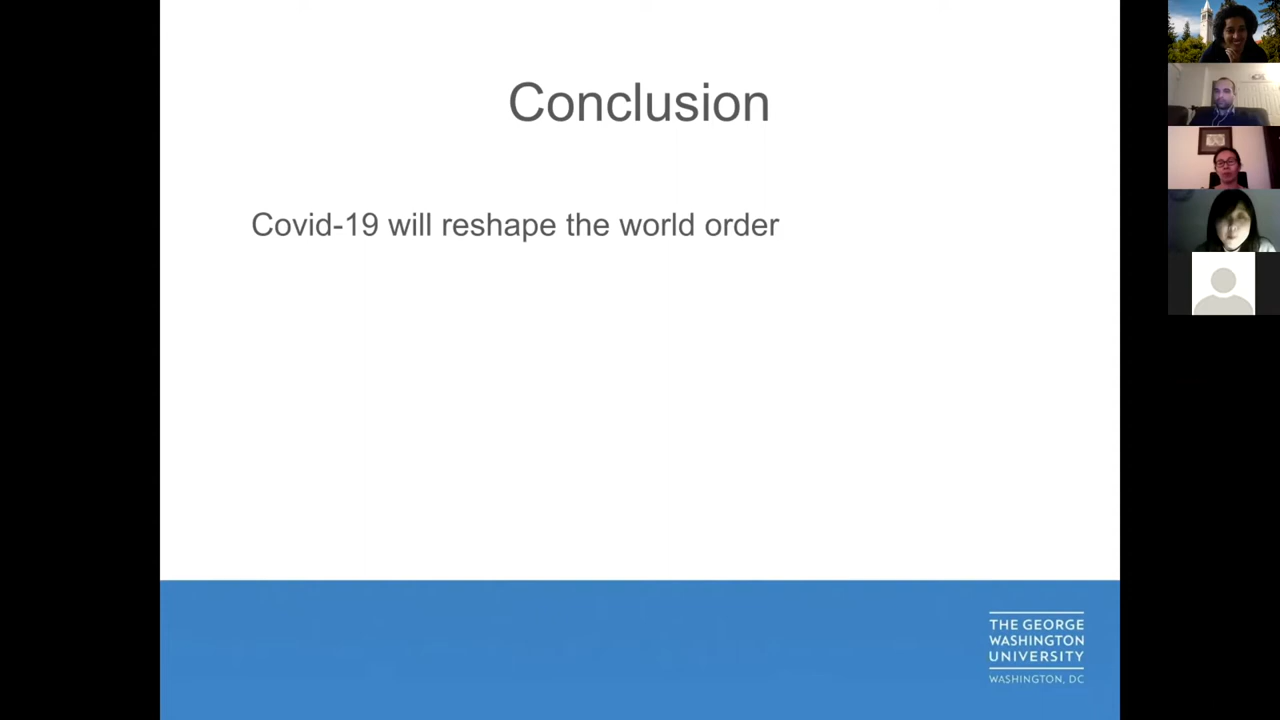 Conclusion
Covid-19 will reshape the world order
THE GEORGE
WASHINGTON
UNIVERSITY
WASHINGTON, DC